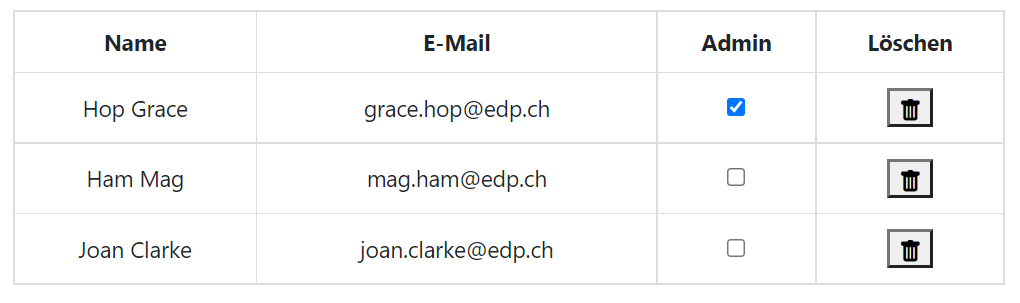 Name E-Mail Admin Löschen
Hop Grace grace.hop@edp.ch
Ham Mag mag.ham@edp.ch
Joan Clarke joan.clarke@edp.ch